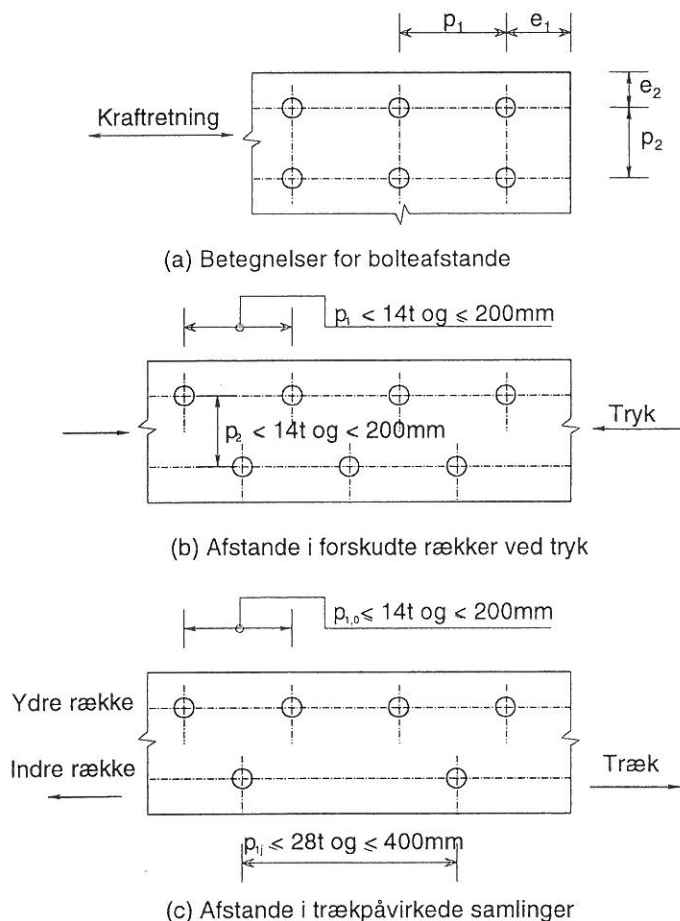 p₁
e₁
e₂
Kraftretning
p₂
(a) Betegnelser for bolteafstande
p₁ < 14t og ≤ 200mm
Tryk
p₂ < 14t og < 200mm
(b) Afstande i forskudte rækker ved tryk
p₁,₀ ≤ 14t og < 200mm
Ydre række
Indre række
Træk
p₁ⱼ ≤ 28t og ≤ 400mm
(c) Afstande i trækpåvirkede samlinger